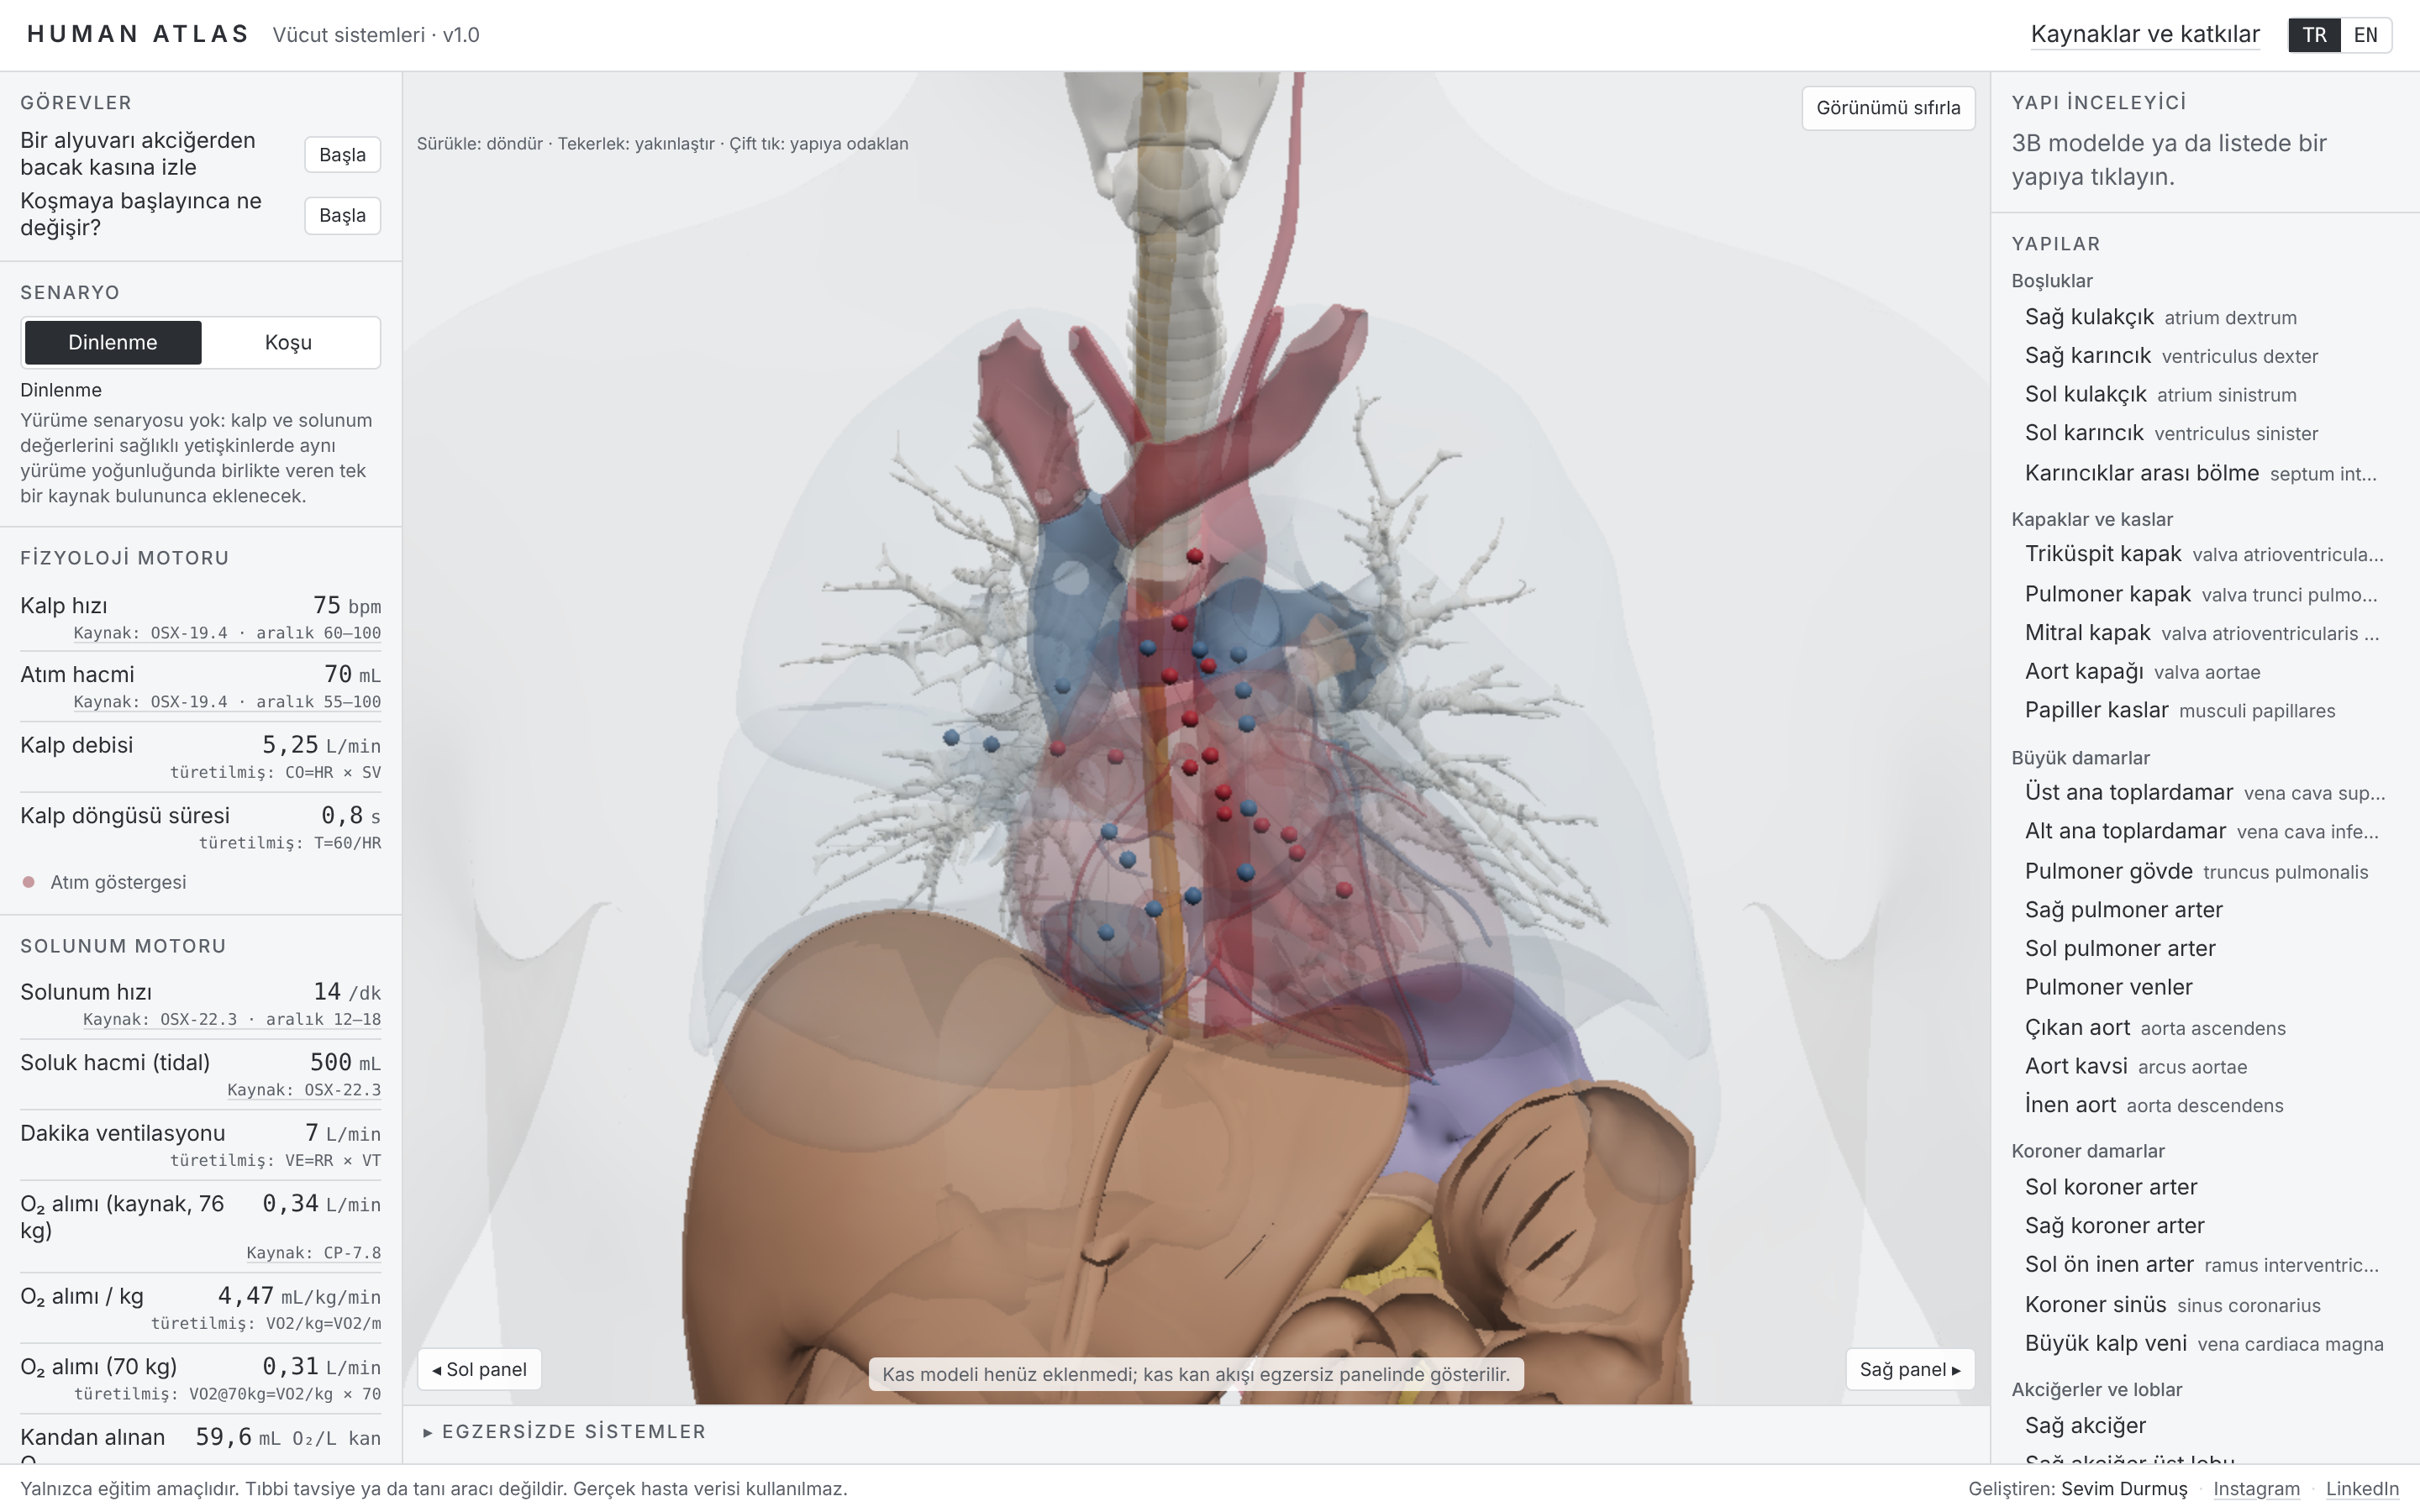 HUMAN ATLAS Vücut sistemleri · v1.0
Kaynaklar ve katkılar
TR EN
GÖREVLER
Bir alyuvarı akciğerden
bacak kasına izle
Başla
Koşmaya başlayınca ne
değişir?
Başla
SENARYO
Dinlenme Koşu
Dinlenme
Yürüme senaryosu yok: kalp ve solunum
değerlerini sağlıklı yetişkinlerde aynı
yürüme yoğunluğunda birlikte veren tek
bir kaynak bulununca eklenecek.
FİZYOLOJİ MOTORU
Kalp hızı 75 bpm
Kaynak: OSX-19.4 · aralık 60–100
Atım hacmi 70 mL
Kaynak: OSX-19.4 · aralık 55–100
Kalp debisi 5,25 L/min
türetilmiş: CO=HR × SV
Kalp döngüsü süresi 0,8 s
türetilmiş: T=60/HR
Atım göstergesi
SOLUNUM MOTORU
Solunum hızı 14 /dk
Kaynak: OSX-22.3 · aralık 12–18
Soluk hacmi (tidal) 500 mL
Kaynak: OSX-22.3
Dakika ventilasyonu 7 L/min
türetilmiş: VE=RR × VT
O₂ alımı (kaynak, 76 0,34 L/min
kg)
Kaynak: CP-7.8
O₂ alımı / kg 4,47 mL/kg/min
türetilmiş: VO2/kg=VO2/m
O₂ alımı (70 kg) 0,31 L/min
türetilmiş: VO2@70kg=VO2/kg × 70
Kandan alınan 59,6 mL O₂/L kan
Sürükle: döndür · Tekerlek: yakınlaştır · Çift tık: yapıya odaklan
Görünümü sıfırla
◂ Sol panel
Kas modeli henüz eklenmedi; kas kan akışı egzersiz panelinde gösterilir.
Sağ panel ▸
▸ EGZERSİZDE SİSTEMLER
YAPI İNCELEYİCİ
3B modelde ya da listede bir
yapıya tıklayın.
YAPILAR
Boşluklar
Sağ kulakçık atrium dextrum
Sağ karıncık ventriculus dexter
Sol kulakçık atrium sinistrum
Sol karıncık ventriculus sinister
Karıncıklar arası bölme septum int...
Kapaklar ve kaslar
Triküspit kapak valva atrioventricula...
Pulmoner kapak valva trunci pulmo...
Mitral kapak valva atrioventricularis ...
Aort kapağı valva aortae
Papiller kaslar musculi papillares
Büyük damarlar
Üst ana toplardamar vena cava sup...
Alt ana toplardamar vena cava infe...
Pulmoner gövde truncus pulmonalis
Sağ pulmoner arter
Sol pulmoner arter
Pulmoner venler
Çıkan aort aorta ascendens
Aort kavsi arcus aortae
İnen aort aorta descendens
Koroner damarlar
Sol koroner arter
Sağ koroner arter
Sol ön inen arter ramus interventric...
Koroner sinüs sinus coronarius
Büyük kalp veni vena cardiaca magna
Akciğerler ve loblar
Sağ akciğer
Sağ akciğer üst lobu
Yalnızca eğitim amaçlıdır. Tıbbi tavsiye ya da tanı aracı değildir. Gerçek hasta verisi kullanılmaz.
Geliştiren: Sevim Durmuş · Instagram · LinkedIn